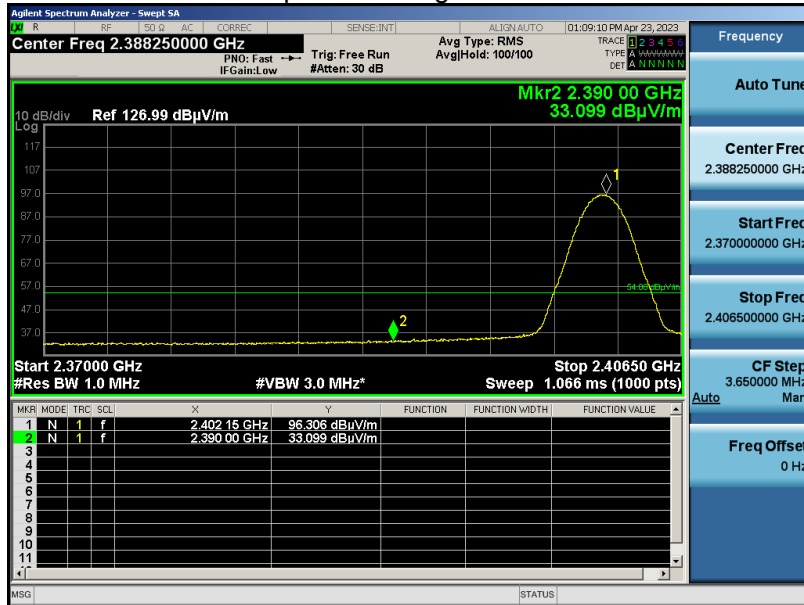 Agilent Spectrum Analyzer - Swept SA
LXI R RF 50 Ω AC CORREC SENSE:INT ALIGN AUTO 01:09:10 PM Apr 23, 2023
Center Freq 2.388250000 GHz
PNO: Fast
IFGain:Low
Trig: Free Run
#Atten: 30 dB
Avg Type: RMS
Avg|Hold: 100/100
TRACE 1 2 3 4 5 6
TYPE A WWWWW
DET A N N N N N
Mkr2 2.390 00 GHz
33.099 dBµV/m
10 dB/div Ref 126.99 dBµV/m
Log
117
107
97.0
87.0
77.0
67.0
57.0
47.0
37.0
1
54.00 dBµV/m
2
Start 2.37000 GHz Stop 2.40650 GHz
#Res BW 1.0 MHz #VBW 3.0 MHz* Sweep 1.066 ms (1000 pts)
MKR MODE TRC SCL X Y FUNCTION FUNCTION WIDTH FUNCTION VALUE
1 N 1 f 2.402 15 GHz 96.306 dBµV/m
2 N 1 f 2.390 00 GHz 33.099 dBµV/m
3
4
5
6
7
8
9
10
11
MSG STATUS
Frequency
Auto Tune
Center Freq
2.388250000 GHz
Start Freq
2.370000000 GHz
Stop Freq
2.406500000 GHz
CF Step
3.650000 MHz
Auto Man
Freq Offset
0 Hz